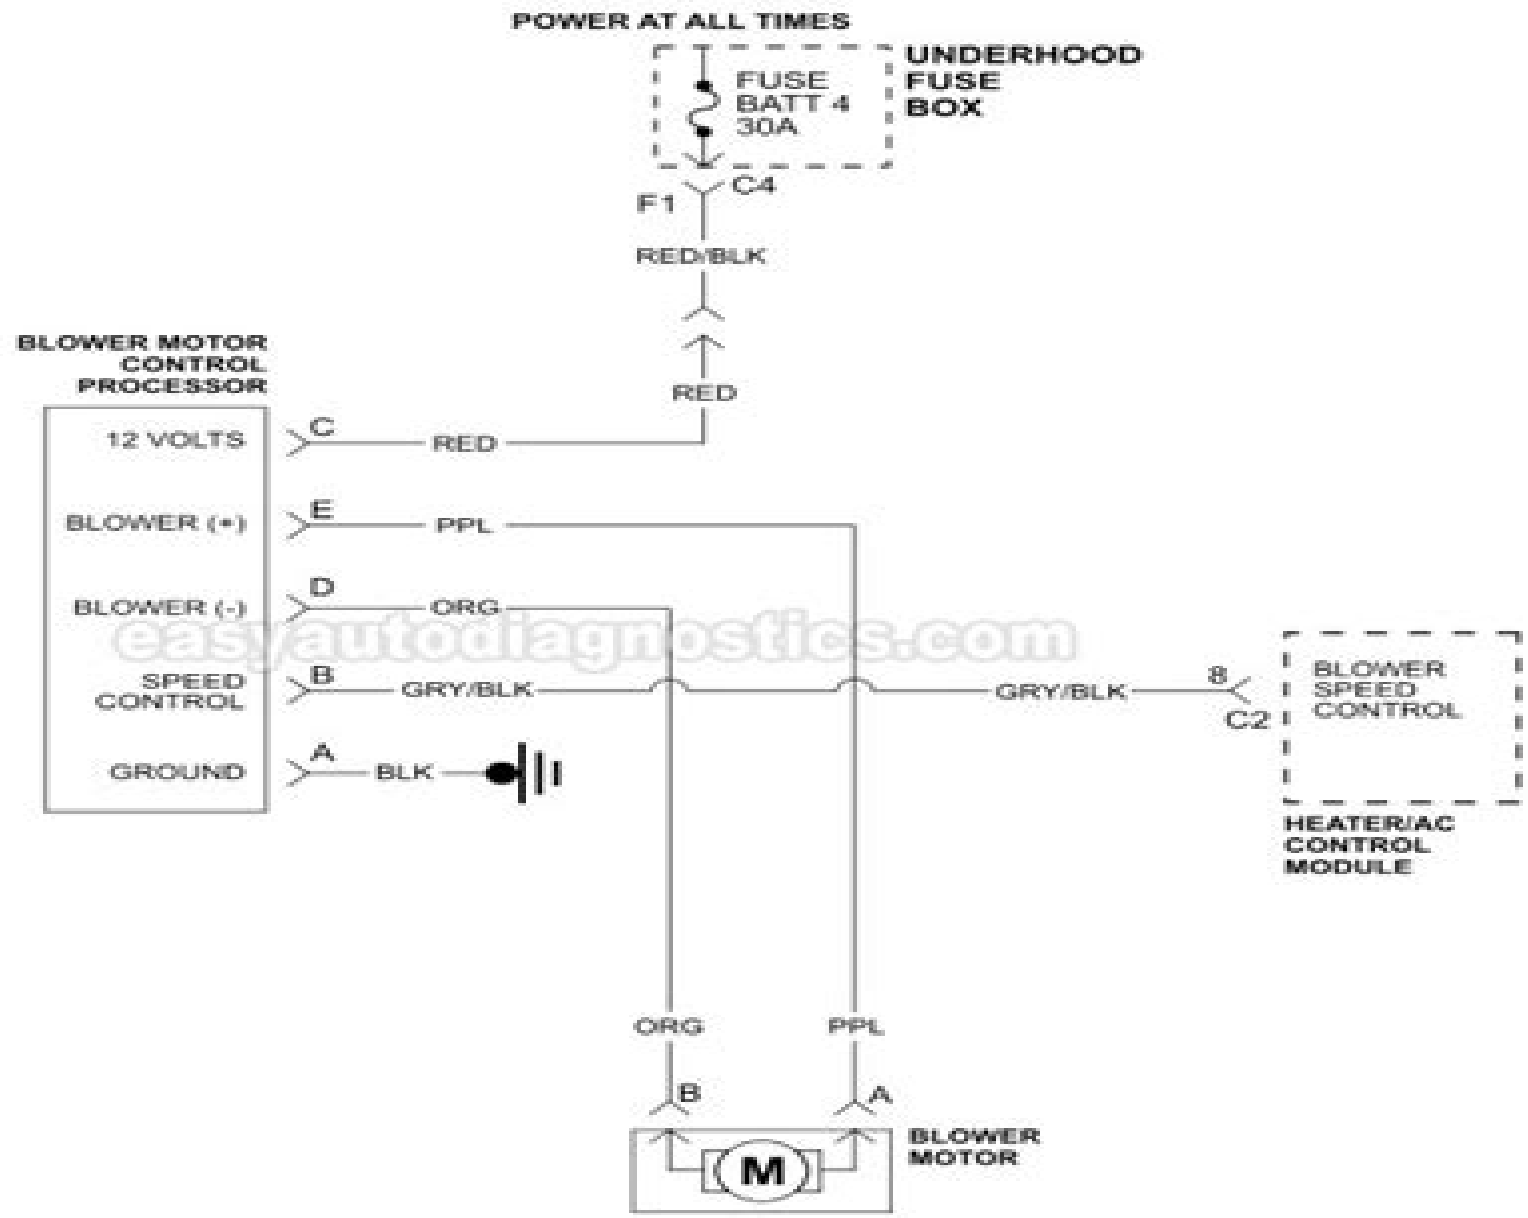 POWER AT ALL TIMES
UNDERHOOD
FUSE
BOX
FUSE
BATT 4
30A
C4
F1
RED/BLK
RED
BLOWER MOTOR
CONTROL
PROCESSOR
12 VOLTS
C
RED
BLOWER (+)
E
PPL
BLOWER (-)
D
ORG
easyautodiagnostics.com
SPEED
CONTROL
B
GRY/BLK
GRY/BLK
8
C2
BLOWER
SPEED
CONTROL
GROUND
A
BLK
HEATER/AC
CONTROL
MODULE
ORG
PPL
B
A
BLOWER
MOTOR
M